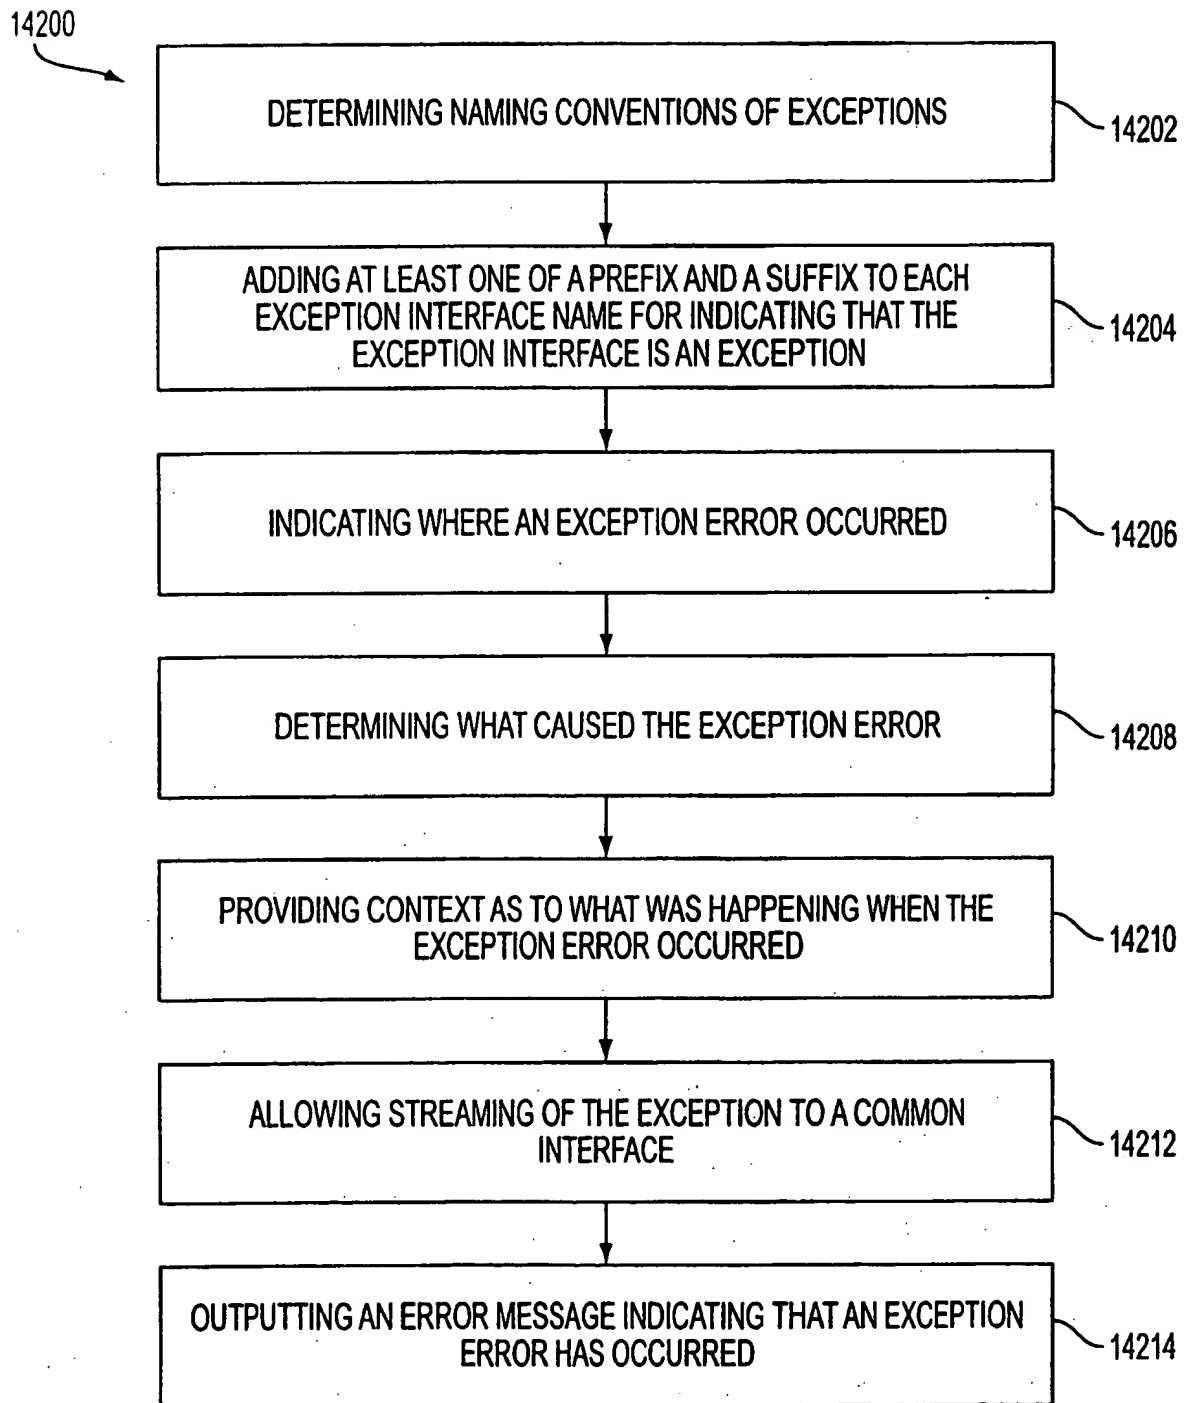 14200
DETERMINING NAMING CONVENTIONS OF EXCEPTIONS
14202
ADDING AT LEAST ONE OF A PREFIX AND A SUFFIX TO EACH
EXCEPTION INTERFACE NAME FOR INDICATING THAT THE
EXCEPTION INTERFACE IS AN EXCEPTION
14204
INDICATING WHERE AN EXCEPTION ERROR OCCURRED
14206
DETERMINING WHAT CAUSED THE EXCEPTION ERROR
14208
PROVIDING CONTEXT AS TO WHAT WAS HAPPENING WHEN THE
EXCEPTION ERROR OCCURRED
14210
ALLOWING STREAMING OF THE EXCEPTION TO A COMMON
INTERFACE
14212
OUTPUTTING AN ERROR MESSAGE INDICATING THAT AN EXCEPTION
ERROR HAS OCCURRED
14214